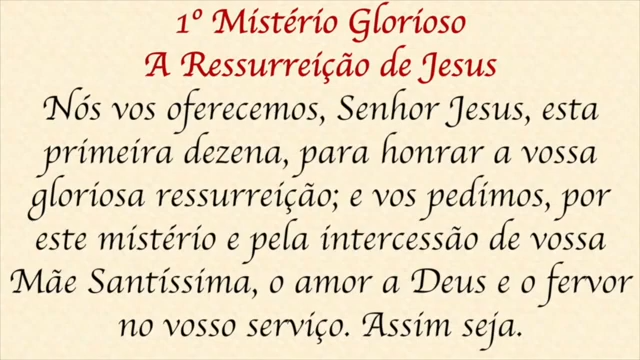 1º Mistério Glorioso
A Ressurreição de Jesus
Nós vos oferecemos, Senhor Jesus, esta
primeira dezena, para honrar a vossa
gloriosa ressurreição; e vos pedimos, por
este mistério e pela intercessão de vossa
Mãe Santíssima, o amor a Deus e o fervor
no vosso serviço. Assim seja.